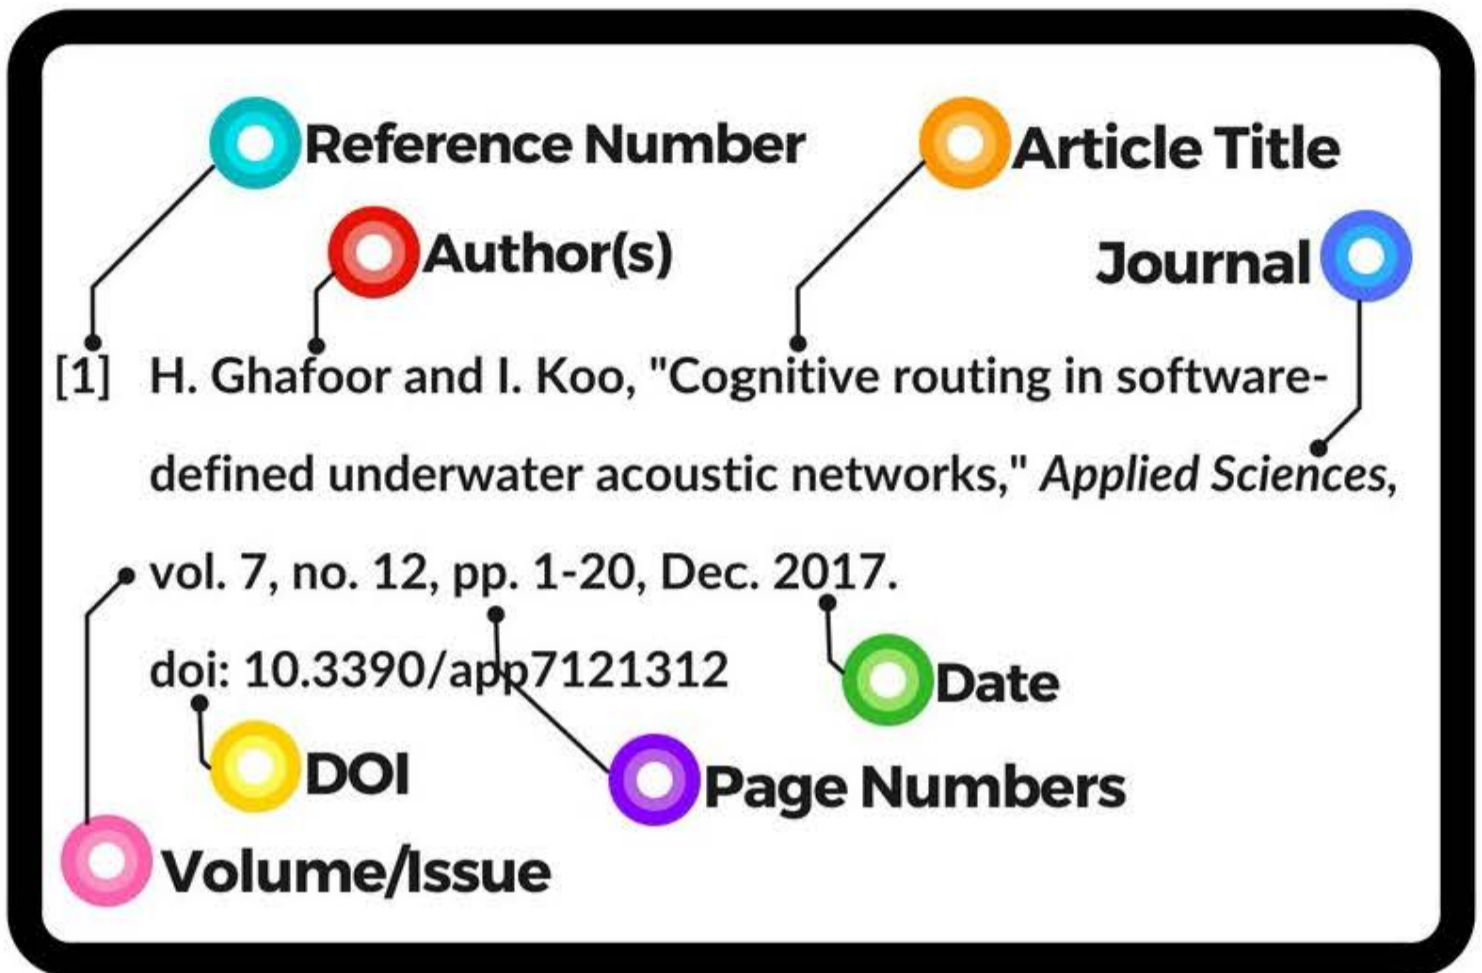 Reference Number
Article Title
Author(s)
Journal
[1] H. Ghafoor and I. Koo, "Cognitive routing in software-
defined underwater acoustic networks," Applied Sciences,
vol. 7, no. 12, pp. 1-20, Dec. 2017.
doi: 10.3390/app7121312
Date
DOI
Page Numbers
Volume/Issue